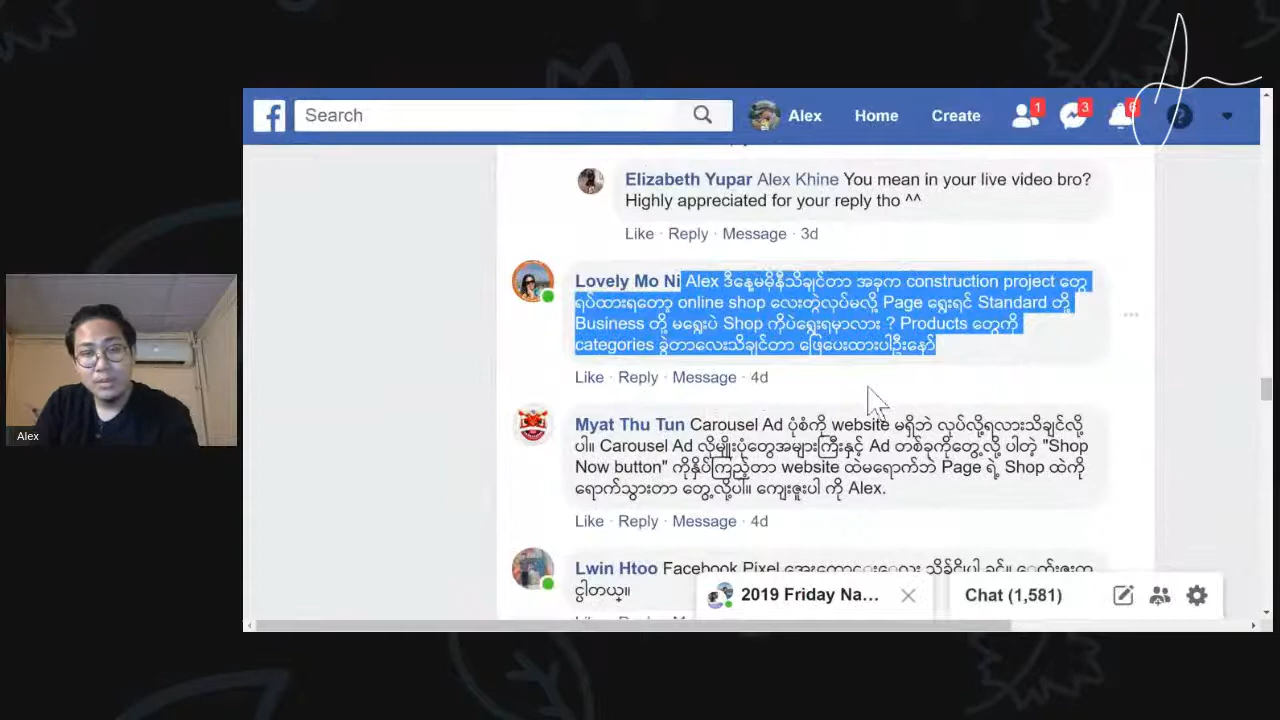 Search
Alex
Home
Create
1
3
6
Elizabeth Yupar Alex Khine You mean in your live video bro?
Highly appreciated for your reply tho ^^
Like · Reply · Message · 3d
Lovely Mo Ni Alex ဒီနေ့မမိုနီသိချင်တာ အခုက construction project တွေ
ရပ်ထားရတော့ online shop လေးတွဲလုပ်မလို့ Page ရွေးရင် Standard တို့
Business တို့ မရွေးပဲ Shop ကိုပဲရွေးရမှာလား ? Products တွေကို
categories ခွဲတာလေးသိချင်တာ ဖြေပေးထားပါဦးနော်
Like · Reply · Message · 4d
Myat Thu Tun Carousel Ad ပုံစံကို website မရှိဘဲ လုပ်လို့ရလားသိချင်လို့
ပါ။ Carousel Ad လိုမျိုးပုံတွေအများကြီးနှင့် Ad တစ်ခုကိုတွေ့လို့ ပါတဲ့ "Shop
Now button" ကိုနှိပ်ကြည့်တာ website ထဲမရောက်ဘဲ Page ရဲ့ Shop ထဲကို
ရောက်သွားတာ တွေ့လို့ပါ။ ကျေးဇူးပါ ကို Alex.
Like · Reply · Message · 4d
Lwin Htoo Facebook Pixel
2019 Friday Na...
Chat (1,581)
Alex